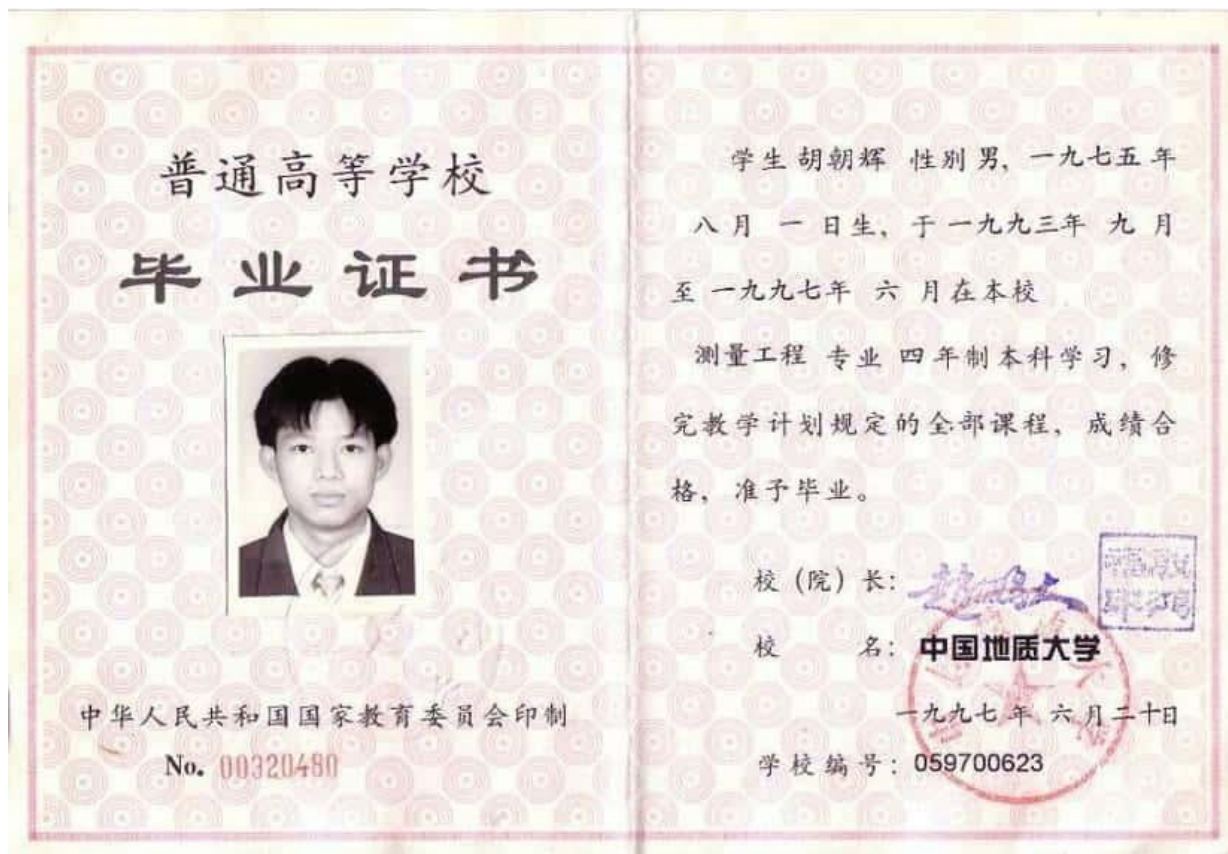 普通高等学校
毕业证书
中华人民共和国国家教育委员会印制
No. 00320480
学生 胡朝辉 性别 男, 一九七五 年
八 月 一 日生, 于 一九九三年 九 月
至 一九九七年 六 月在本校
测量工程 专业 四 年制本科学习, 修
完教学计划规定的全部课程, 成绩合
格, 准予毕业。
校 (院) 长: 赵鹏大
校 名: 中国地质大学
一九九七 年 六 月二十日
学校编号: 059700623